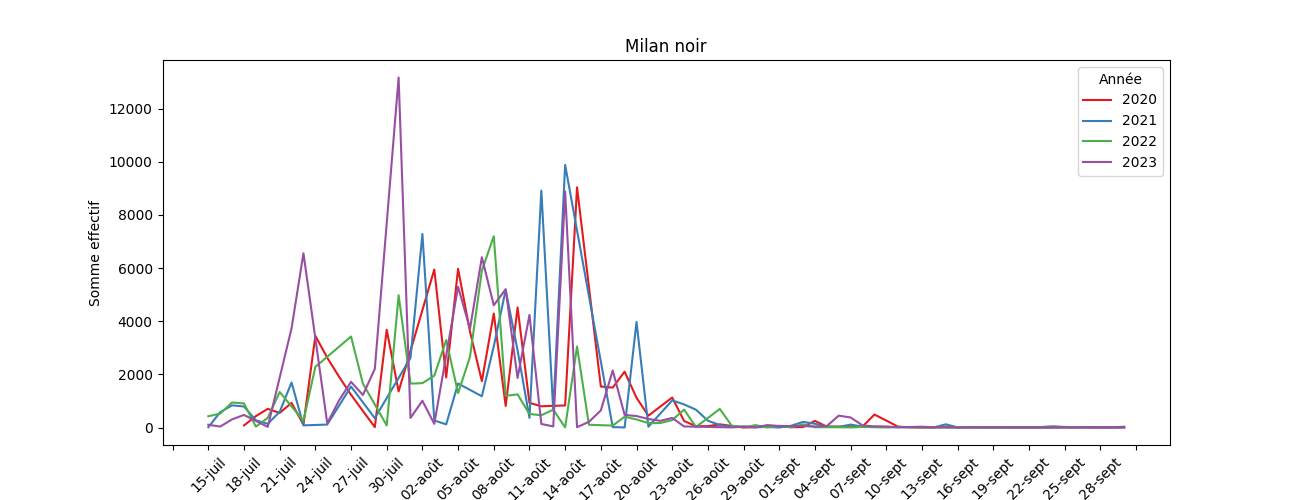 Milan noir
Somme effectif
12000
10000
8000
6000
4000
2000
0
Année
2020
2021
2022
2023
15-juil
18-juil
21-juil
24-juil
27-juil
30-juil
02-août
05-août
08-août
11-août
14-août
17-août
20-août
23-août
26-août
29-août
01-sept
04-sept
07-sept
10-sept
13-sept
16-sept
19-sept
22-sept
25-sept
28-sept